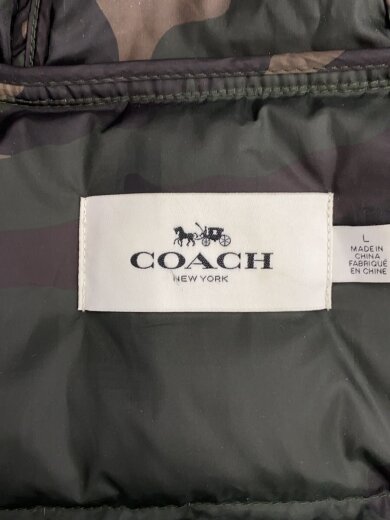 COACH
NEW YORK
L
MADE IN
CHINA
FABRIQUÉ
EN CHINE